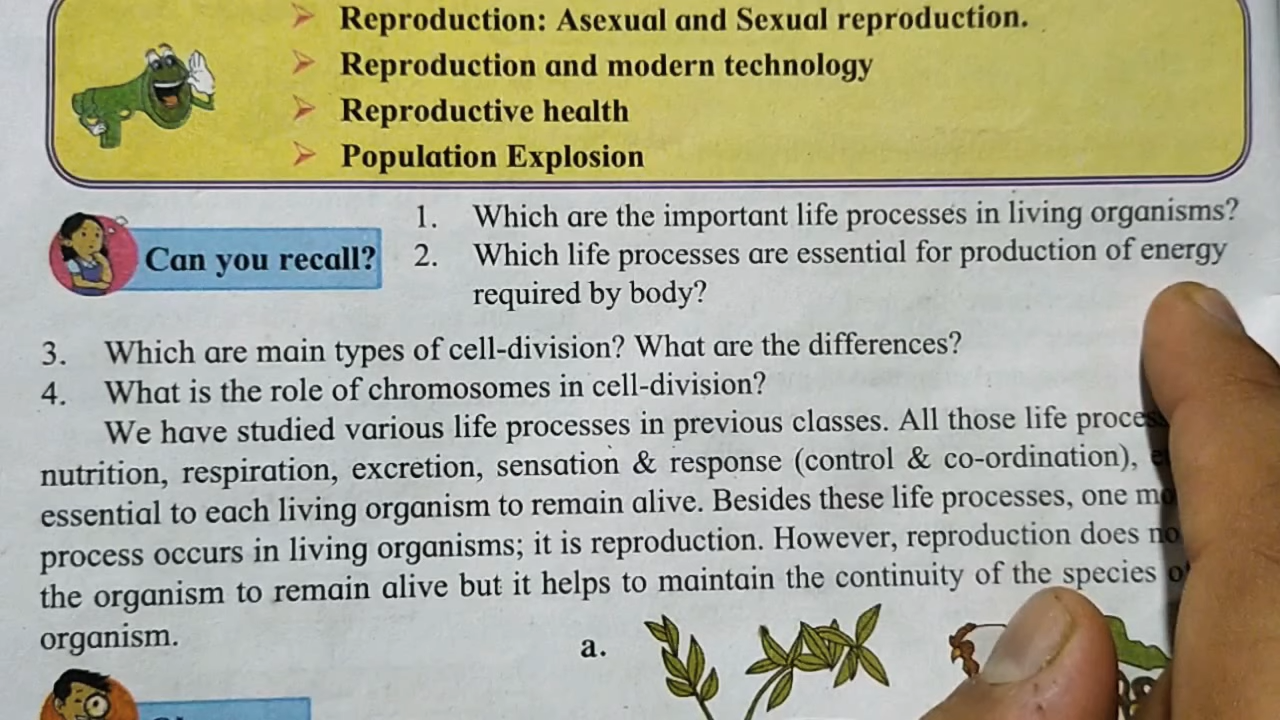 Reproduction: Asexual and Sexual reproduction.
Reproduction and modern technology
Reproductive health
Population Explosion
Can you recall?
1. Which are the important life processes in living organisms?
2. Which life processes are essential for production of energy
required by body?
3. Which are main types of cell-division? What are the differences?
4. What is the role of chromosomes in cell-division?
We have studied various life processes in previous classes. All those life
nutrition, respiration, excretion, sensation & response (control & co-ordination),
essential to each living organism to remain alive. Besides these life processes, one
process occurs in living organisms; it is reproduction. However, reproduction does
the organism to remain alive but it helps to maintain the continuity of the species
organism.
a.